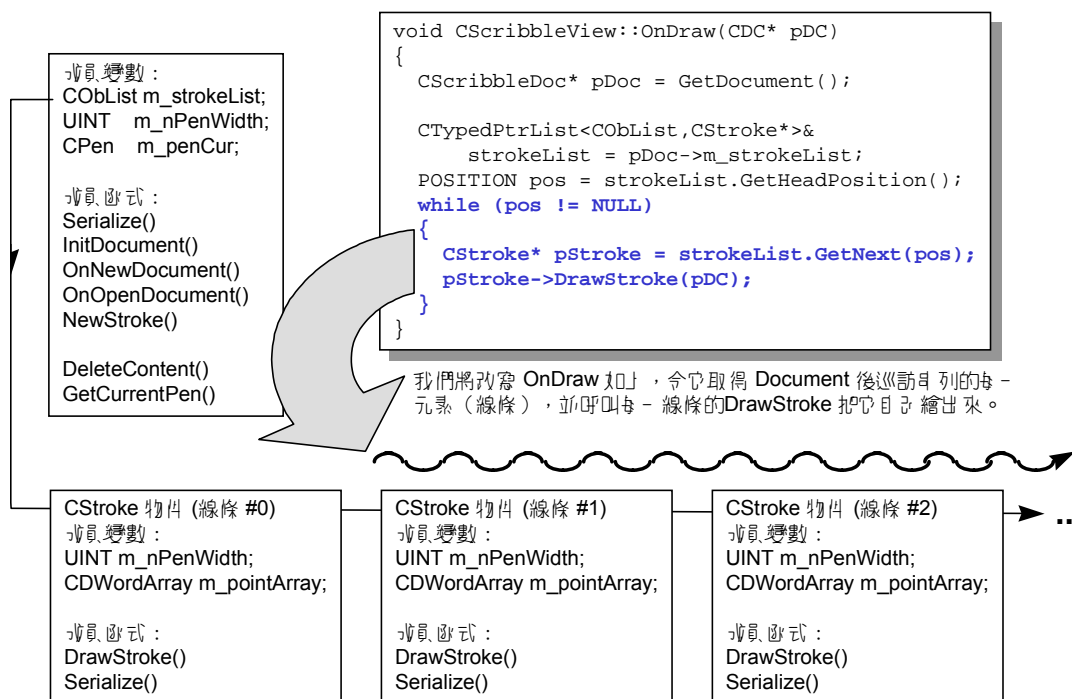 void CScribbleView::OnDraw(CDC* pDC)
{
CScribbleDoc* pDoc = GetDocument();
CTypedPtrList<CObList,CStroke*>&
strokeList = pDoc->m_strokeList;
POSITION pos = strokeList.GetHeadPosition();
while (pos != NULL)
{
CStroke* pStroke = strokeList.GetNext(pos);
pStroke->DrawStroke(pDC);
}
}
成員變數：
CObList m_strokeList;
UINT m_nPenWidth;
CPen m_penCur;
成員函式：
Serialize()
InitDocument()
OnNewDocument()
OnOpenDocument()
NewStroke()
DeleteContent()
GetCurrentPen()
我們將改寫 OnDraw 如上，令它取得 Document 後巡訪串列的每一
元素（線條），並呼叫每一線條的DrawStroke 把它自己繪出來。
CStroke 物件 (線條 #0)
成員變數：
UINT m_nPenWidth;
CDWordArray m_pointArray;
成員函式：
DrawStroke()
Serialize()
CStroke 物件 (線條 #1)
成員變數：
UINT m_nPenWidth;
CDWordArray m_pointArray;
成員函式：
DrawStroke()
Serialize()
CStroke 物件 (線條 #2)
成員變數：
UINT m_nPenWidth;
CDWordArray m_pointArray;
成員函式：
DrawStroke()
Serialize()
..